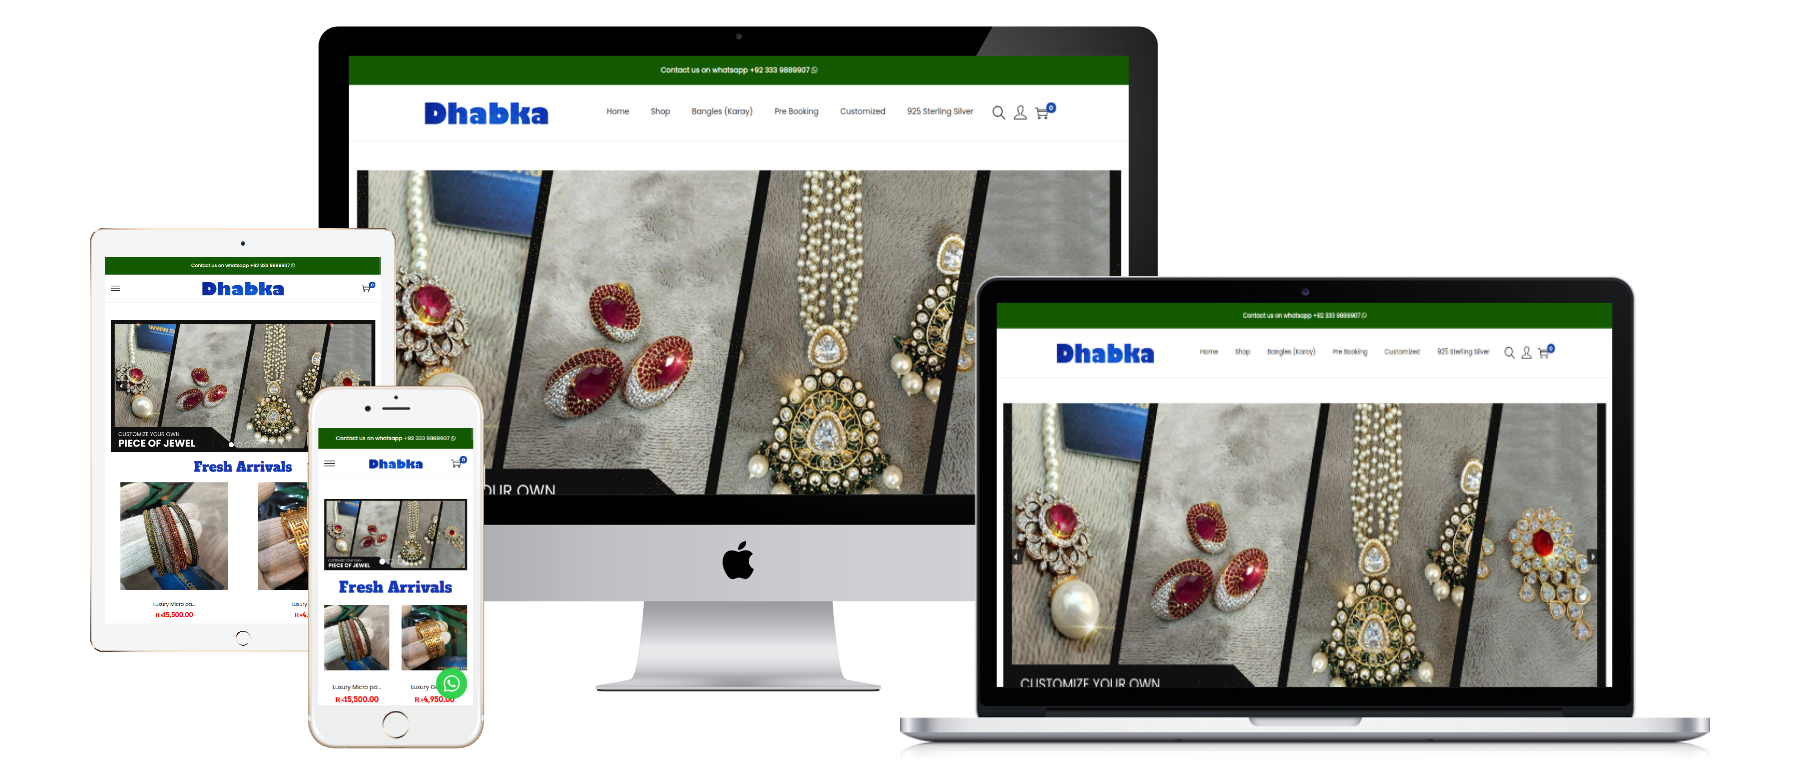 Contact us on whatsapp +92 333 9889907
Dhabka
Home Shop Bangles (Karay) Pre Booking Customized 925 Sterling Silver 0
OUR OWN
Contact us on whatsapp +92 333 9889907
Dhabka
0
CUSTOMIZE YOUR OWN
PIECE OF JEWEL
Fresh Arrivals
Luxury Micro pa...
₨15,500.00
Contact us on whatsapp +92 333 9889907
Dhabka
0
CUSTOMIZE YOUR OWN
PIECE OF JEWEL
Fresh Arrivals
Luxury Micro pa... Luxury
₨15,500.00 ₨4,950.00
Contact us on whatsapp +92 333 9889907
Dhabka
Home Shop Bangles (Karay) Pre Booking Customized 925 Sterling Silver 0
CUSTOMIZE YOUR OWN